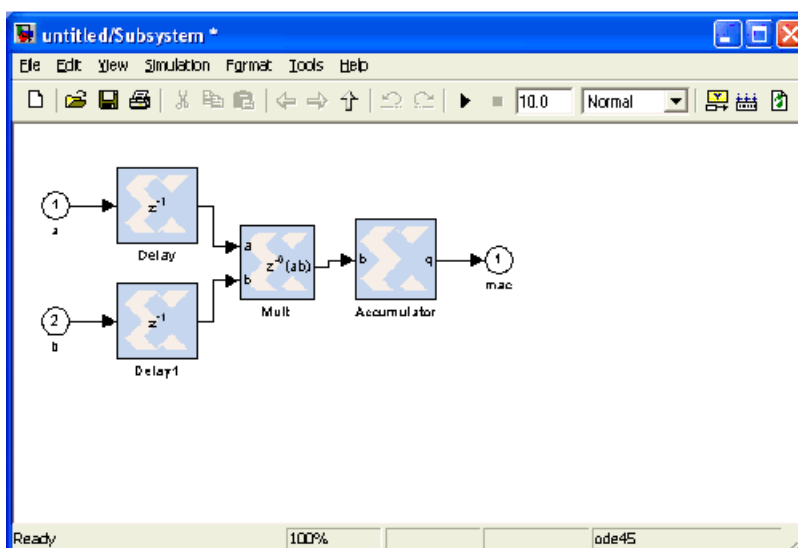 untitled/Subsystem *
File Edit View Simulation Format Tools Help
10.0 Normal
1
a
z-1
Delay
2
b
z-1
Delay1
a
b
z-0(ab)
Mult
b q
Accumulator
1
mac
Ready 100% ode45